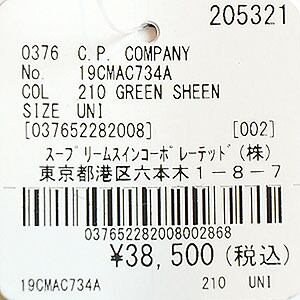 205321
0376 C.P. COMPANY
No. 19CMAC734A
COL 210 GREEN SHEEN
SIZE UNI
[037652282008] [002]
スープリームスインコーポレーテッド(株)
東京都港区六本木1-8-7
037652282008002868
¥38,500(税込)
19CMAC734A 210 UNI